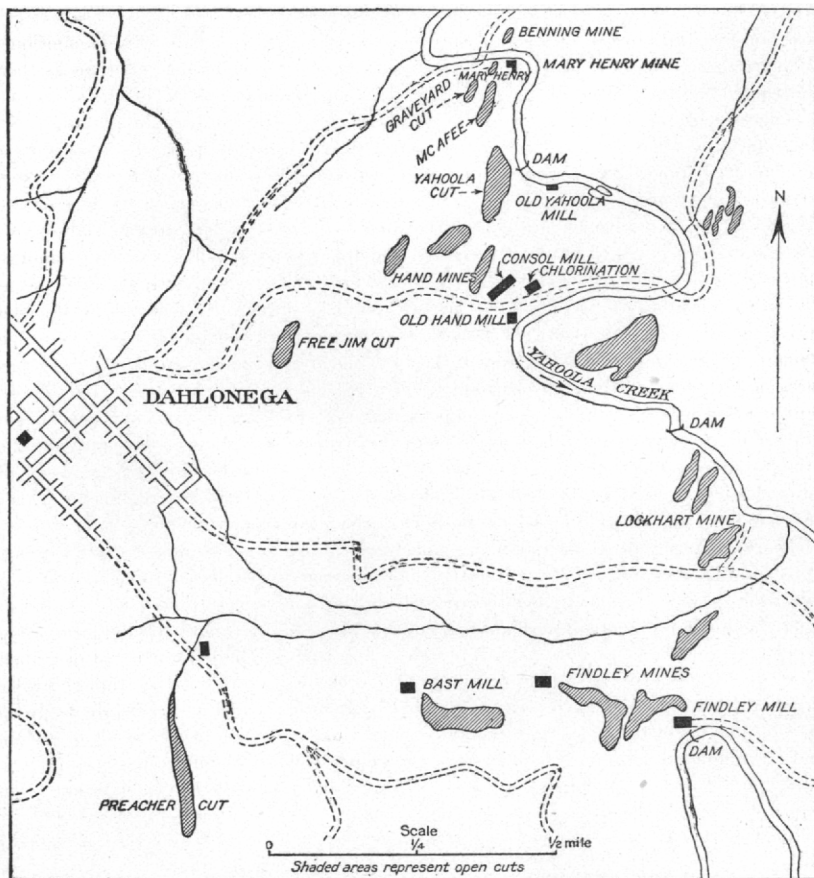 BENNING MINE
MARY HENRY MINE
MARY HENRY
GRAVEYARD
CUT
MC AFEE
DAM
YAHOOLA
CUT
OLD YAHOOLA
MILL
N
CONSOL MILL
CHLORINATION
HAND MINES
OLD HAND MILL
FREE JIM CUT
YAHOOLA CREEK
DAHLONEGA
DAM
LOCKHART MINE
FINDLEY MINES
BAST MILL
FINDLEY MILL
DAM
PREACHER CUT
Scale
0 1/4 1/2 mile
Shaded areas represent open cuts